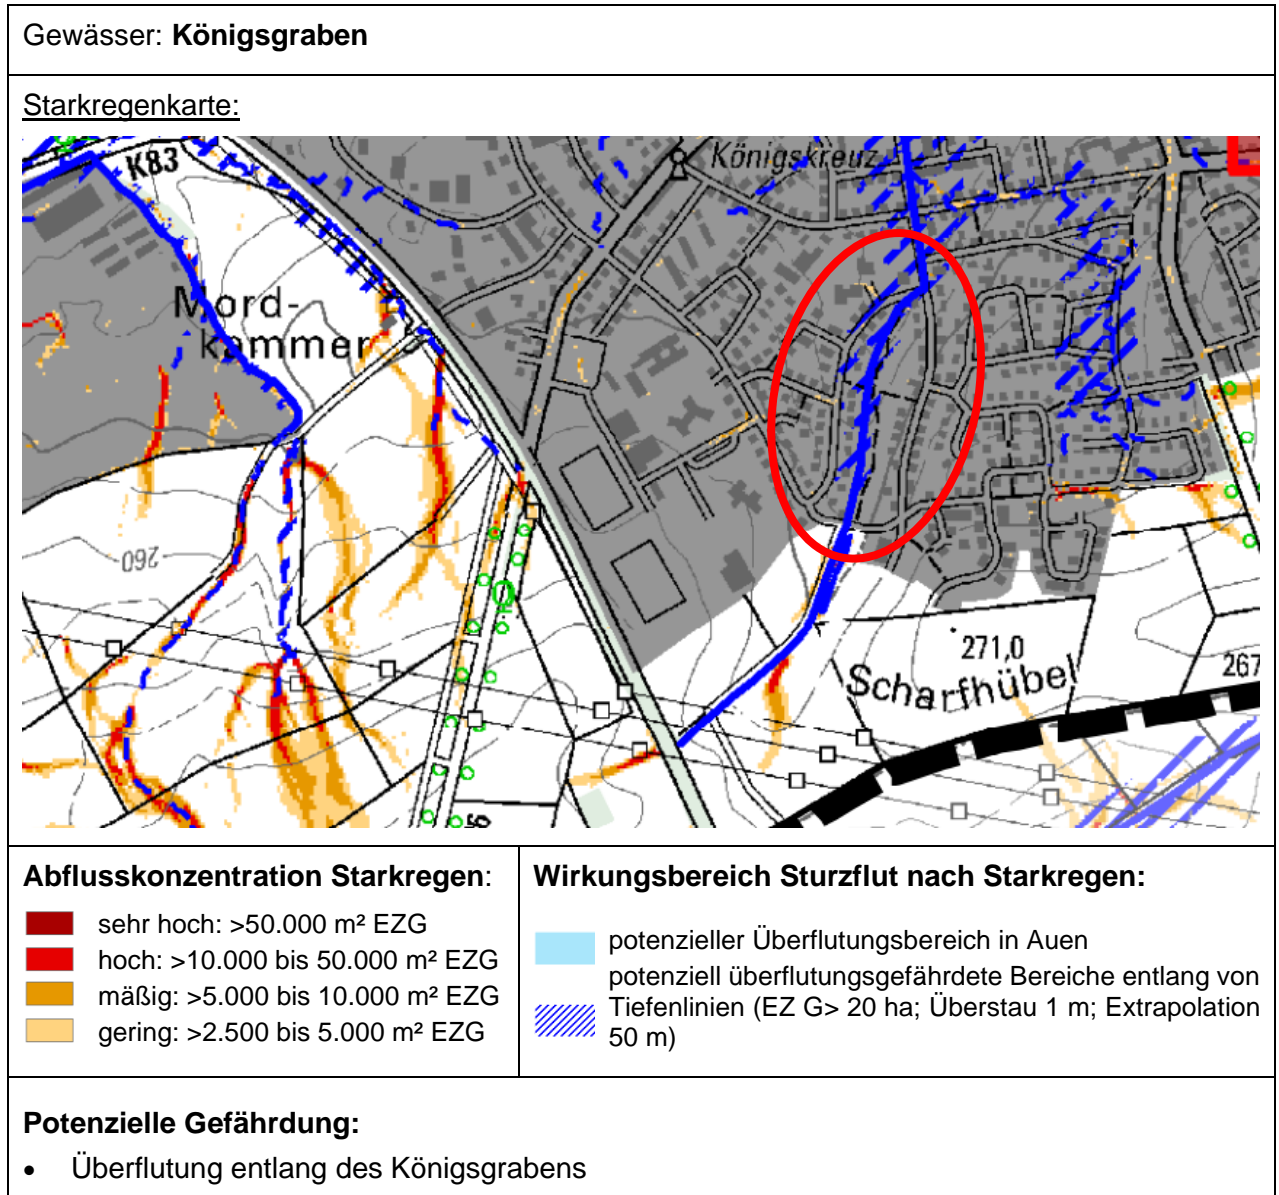 Gewässer: Königsgraben
Starkregenkarte:
K83
Königskreuz
Mord-
kammer
260
271,0
Scharfhübel
267
Abflusskonzentration Starkregen:
sehr hoch: >50.000 m² EZG
hoch: >10.000 bis 50.000 m² EZG
mäßig: >5.000 bis 10.000 m² EZG
gering: >2.500 bis 5.000 m² EZG
Wirkungsbereich Sturzflut nach Starkregen:
potenzieller Überflutungsbereich in Auen
potenziell überflutungsgefährdete Bereiche entlang von
Tiefenlinien (EZ G> 20 ha; Überstau 1 m; Extrapolation
50 m)
Potenzielle Gefährdung:
• Überflutung entlang des Königsgrabens